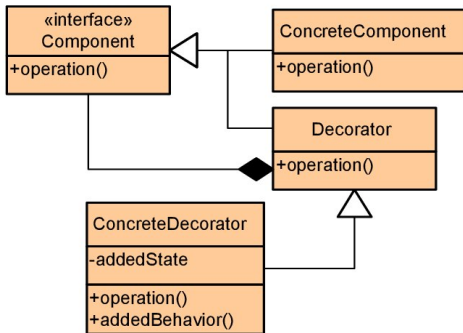 «interface»
Component
+operation()
ConcreteComponent
+operation()
Decorator
+operation()
ConcreteDecorator
-addedState
+operation()
+addedBehavior()